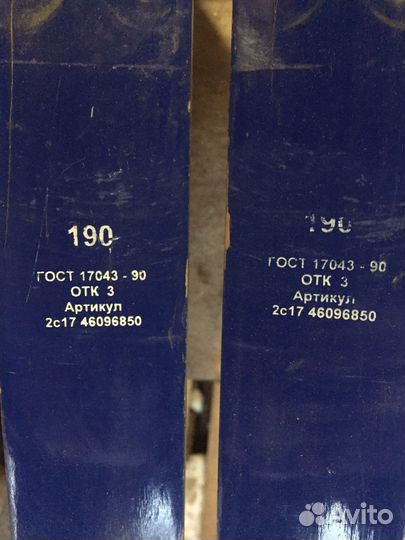 190
ГОСТ 17043 - 90
ОТК 3
Артикул
2с17 46096850
190
ГОСТ 17043 - 90
ОТК 3
Артикул
2с17 46096850
Avito